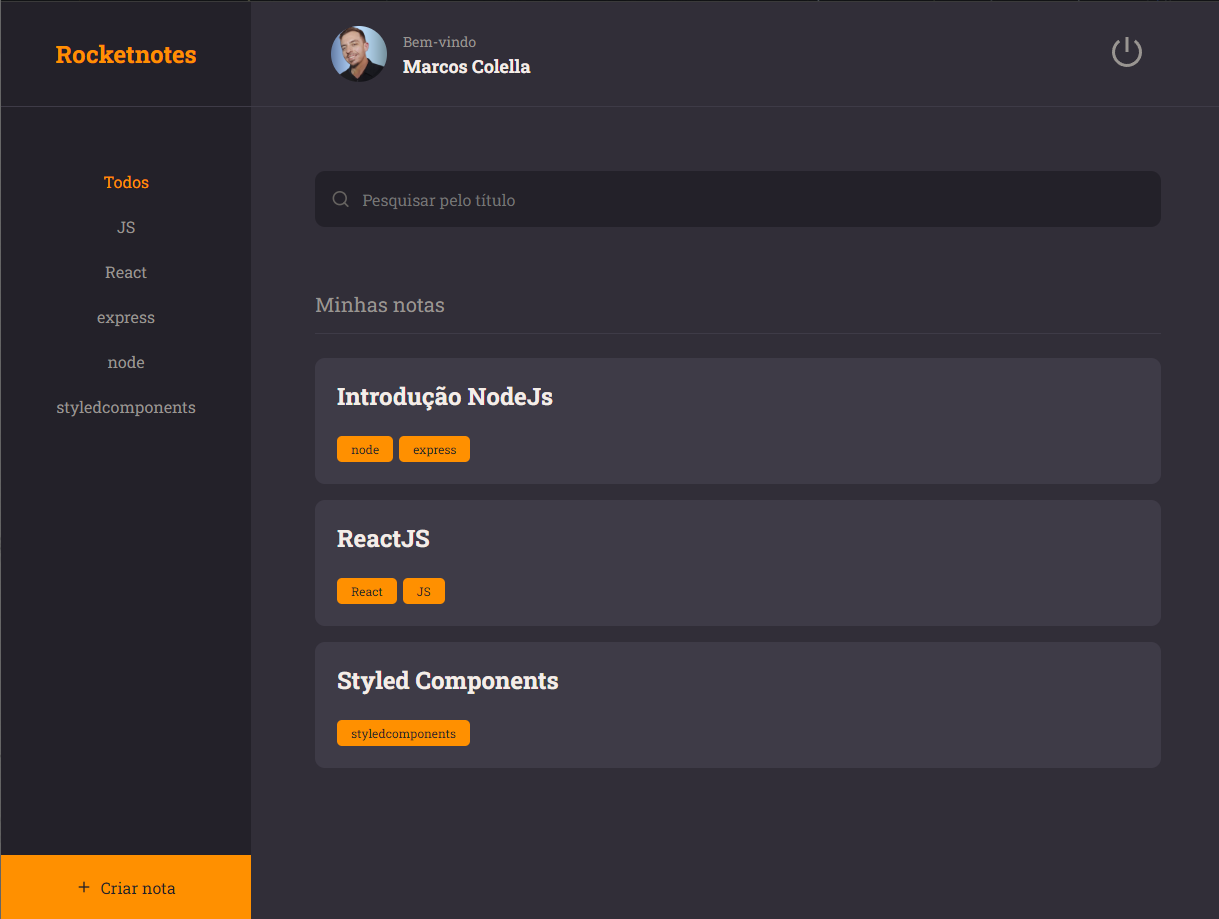 Rocketnotes
Bem-vindo
Marcos Colella
Todos
JS
React
express
node
styledcomponents
+ Criar nota
Pesquisar pelo título
Minhas notas
Introdução NodeJs
node express
ReactJS
React JS
Styled Components
styledcomponents